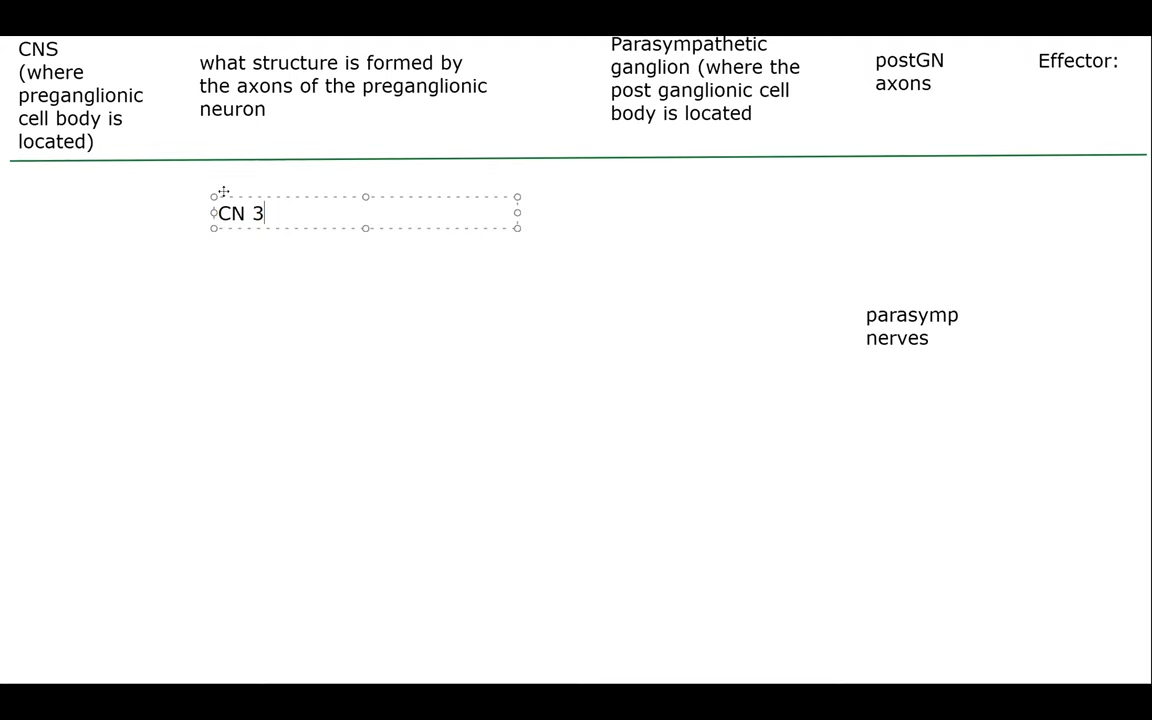 CNS
(where
preganglionic
cell body is
located)
what structure is formed by
the axons of the preganglionic
neuron
Parasympathetic
ganglion (where the
post ganglionic cell
body is located
postGN
axons
Effector:
CN 3
parasymp
nerves